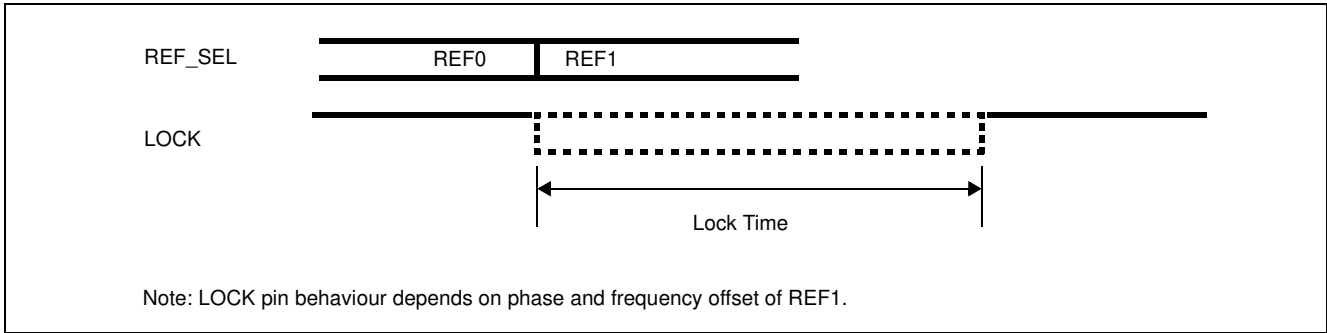 REF_SEL
REF0
REF1
LOCK
Lock Time
Note: LOCK pin behaviour depends on phase and frequency offset of REF1.